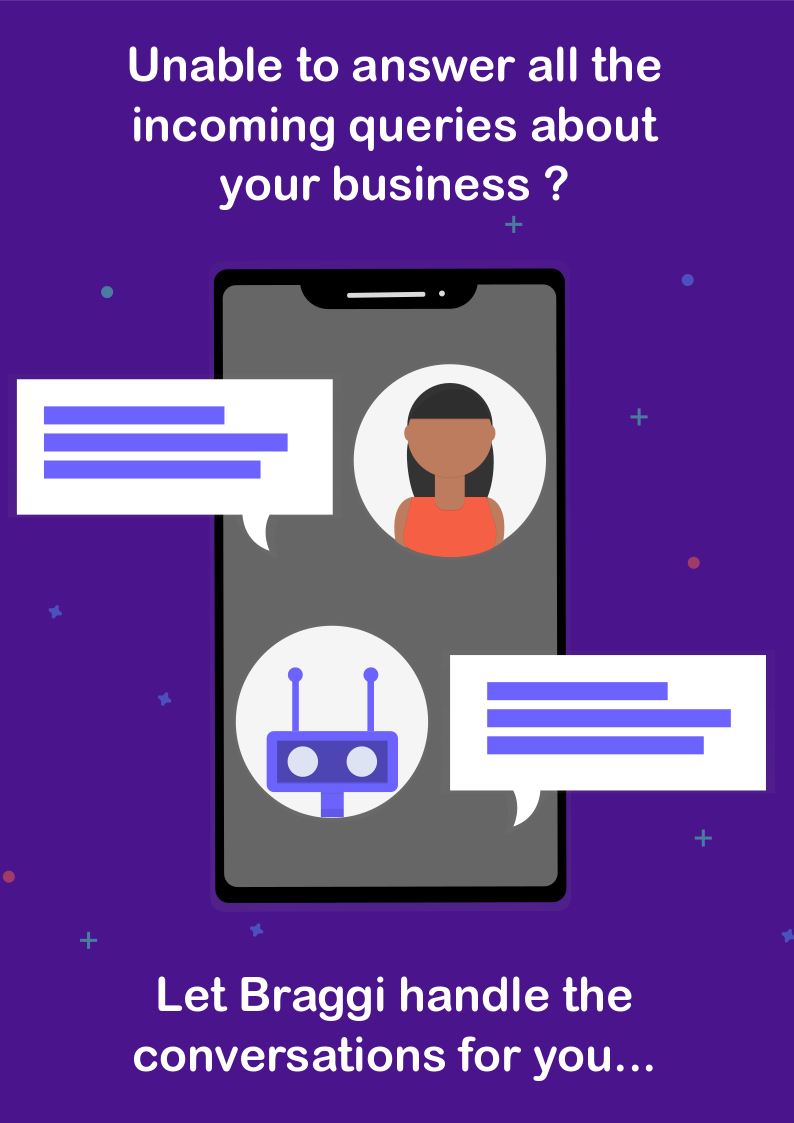 Unable to answer all the
incoming queries about
your business ?
Let Braggi handle the
conversations for you...